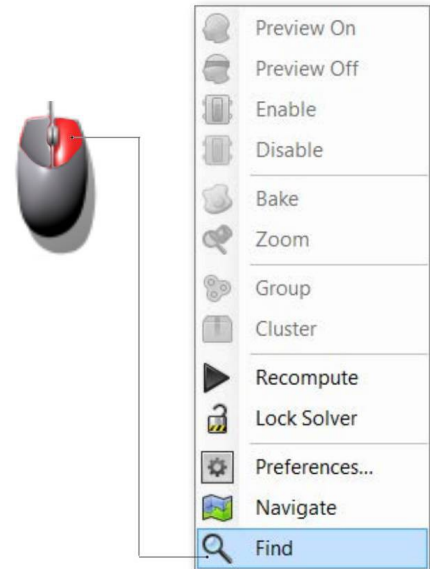 Preview On
Preview Off
Enable
Disable
Bake
Zoom
Group
Cluster
Recompute
Lock Solver
Preferences...
Navigate
Find